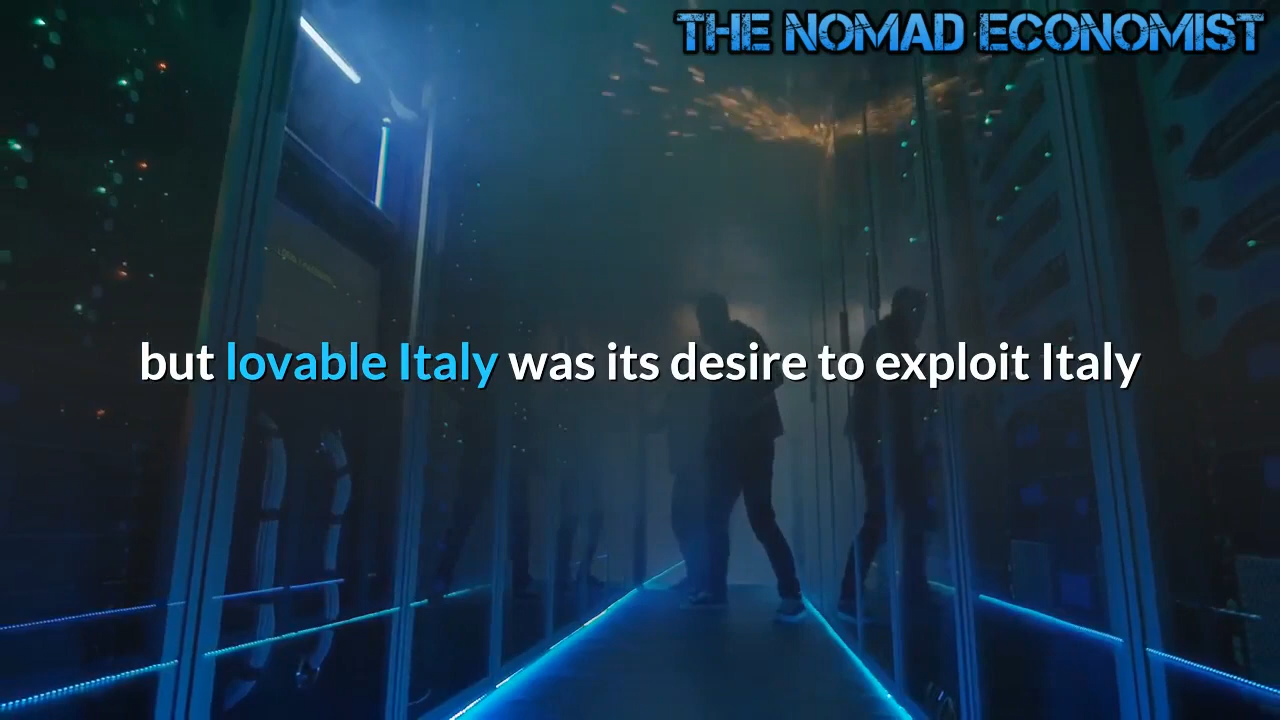 THE NOMAD ECONOMIST
but lovable Italy was its desire to exploit Italy